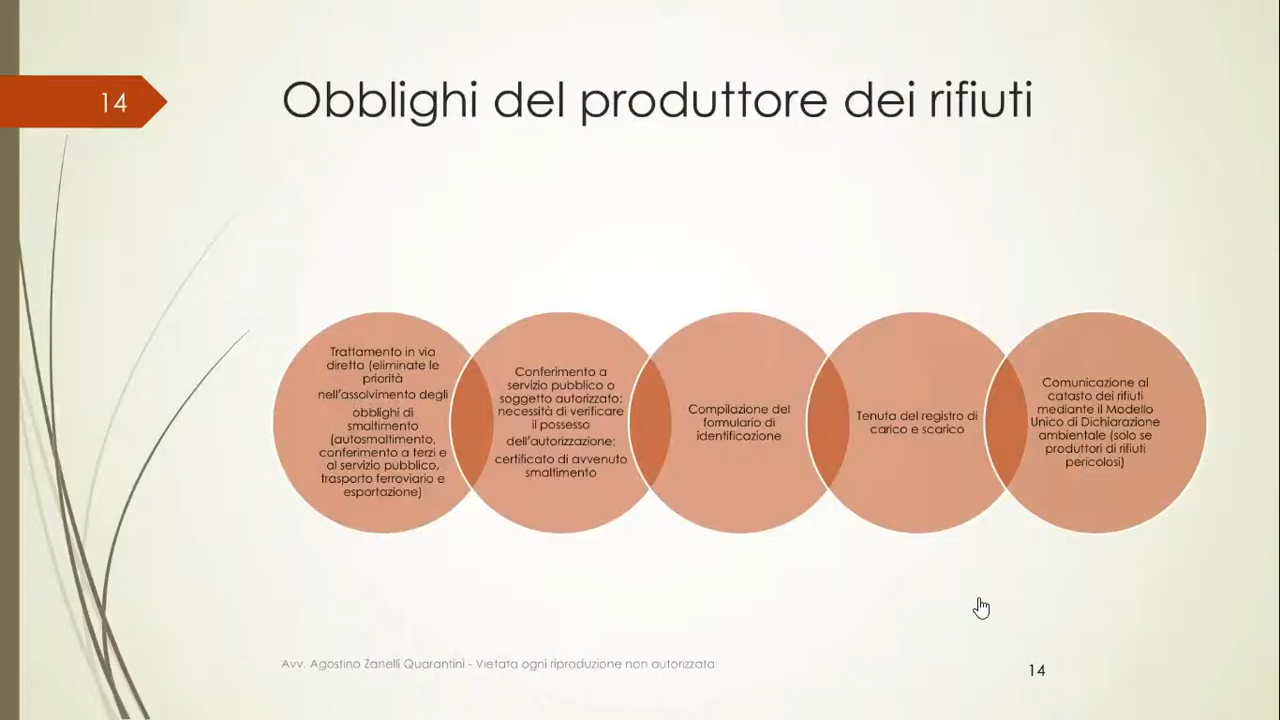 14
Obblighi del produttore dei rifiuti
Trattamento in via
diretta (eliminate le
priorità
nell'assolvimento degli
obblighi di
smaltimento
(autosmaltimento,
conferimento a terzi e
al servizio pubblico,
trasporto ferroviario e
esportazione)
Conferimento a
servizio pubblico o
soggetto autorizzato:
necessità di verificare
il possesso
dell'autorizzazione;
certificato di avvenuto
smaltimento
Compilazione del
formulario di
identificazione
Tenuta del registro di
carico e scarico
Comunicazione al
catasto dei rifiuti
mediante il Modello
Unico di Dichiarazione
ambientale (solo se
produttori di rifiuti
pericolosi)
Avv. Agostino Zanelli Quarantini - Vietata ogni riproduzione non autorizzata
14